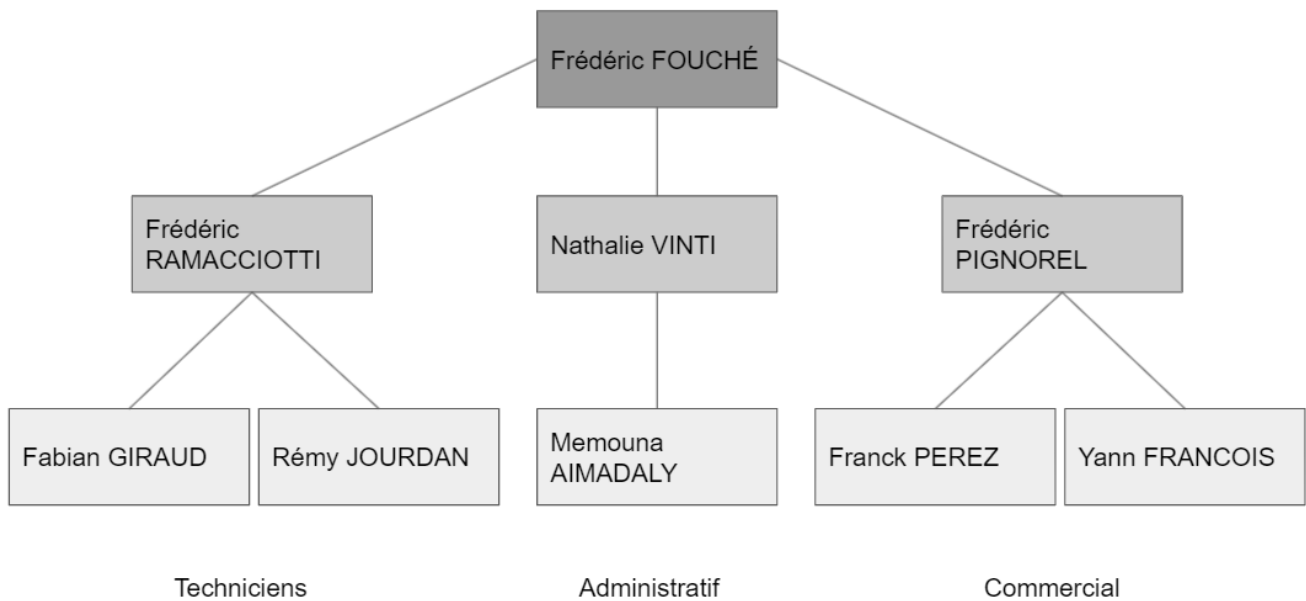 Frédéric FOUCHÉ
Frédéric
RAMACCIOTTI
Nathalie VINTI
Frédéric
PIGNOREL
Fabian GIRAUD
Rémy JOURDAN
Memouna
AIMADALY
Franck PEREZ
Yann FRANCOIS
Techniciens
Administratif
Commercial